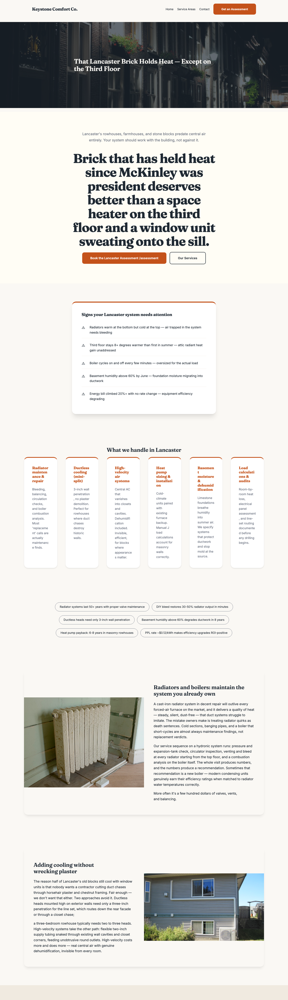 Keystone Comfort Co.
Home Service Areas Contact Get an Assessment
That Lancaster Brick Holds Heat — Except on
the Third Floor
Lancaster's rowhouses, farmhouses, and stone blocks predate central air
entirely. Your system should work with the building, not against it.
Brick that has held heat
since McKinley was
president deserves
better than a space
heater on the third
floor and a window unit
sweating onto the sill.
Book the Lancaster Assessment /assessment
Our Services
Signs your Lancaster system needs attention
⚠ Radiators warm at the bottom but cold at the top — air trapped in the system
needs bleeding
⚠ Third floor stays 8+ degrees warmer than first in summer — attic radiant heat
gain unaddressed
⚠ Boiler cycles on and off every few minutes — oversized for the actual load
⚠ Basement humidity above 60% by June — foundation moisture migrating into
ductwork
⚠ Energy bill climbed 20%+ with no rate change — equipment efficiency
degrading
What we handle in Lancaster
Radiator
mainten
ance &
repair
Bleeding,
balancing,
circulation
checks,
and boiler
combustion
analysis.
Most
'replaceme
nt' calls are
actually
maintenanc
e finds.
Ductless
cooling
(mini-
split)
3-inch wall
penetration
, no plaster
demolition.
Perfect for
rowhouses
where duct
chases
destroy
historic
walls.
High-
velocity
air
systems
Central AC
that
vanishes
into closets
and
cavities.
Dehumidifi
cation
included.
Invisible,
efficient,
for blocks
where
appearance
s matter.
Heat
pump
sizing &
installati
on
Cold-
climate
units paired
with
existing
furnace
backup.
Manual J
load
calculations
account for
masonry
walls
correctly.
Basemen
t
moisture
&
dehumid
ification
Limestone
foundations
breathe
humidity
into
summer air.
We specify
systems
that protect
ductwork
and stop
mold at the
source.
Load
calculati
ons &
audits
Room-by-
room heat
loss,
electrical
panel
assessment
, and line-
set routing
documente
d before
any drilling
begins.
Radiator systems last 50+ years with proper valve maintenance
DIY bleed restores 30-50% radiator output in minutes
Ductless heads need only 3-inch wall penetration
Basement humidity above 60% degrades ductwork in 8 years
Heat pump payback: 6-8 years in masonry rowhouses
PPL rate ~$0.12/kWh makes efficiency upgrades ROI-positive
Radiators and boilers: maintain the
system you already own
A cast-iron radiator system in decent repair will outlive every
forced-air furnace on the market, and it delivers a quality of heat
— steady, silent, dust-free — that duct systems struggle to
imitate. The mistake owners make is treating radiator quirks as
death sentences. Cold sections, banging pipes, and a boiler that
short-cycles are almost always maintenance findings, not
replacement verdicts.
Our service sequence on a hydronic system runs: pressure and
expansion-tank check, circulator inspection, venting and bleed
at every radiator starting from the top floor, and a combustion
analysis on the boiler itself. The whole visit produces numbers,
and the numbers produce a recommendation. Sometimes that
recommendation is a new boiler — modern condensing units
genuinely earn their efficiency ratings when matched to radiator
water temperatures correctly.
More often it's a few hundred dollars of valves, vents,
and balancing.
Adding cooling without
wrecking plaster
The reason half of Lancaster's old blocks still cool with window
units is that nobody wants a contractor cutting duct chases
through horsehair plaster and chestnut framing. Fair enough —
we don't want that either. Two approaches avoid it. Ductless
heads mounted high on exterior walls need only a three-inch
penetration for the line set, which routes down the rear facade
or through a closet chase;
a three-bedroom rowhouse typically needs two to three heads.
High-velocity systems take the other path: flexible two-inch
supply tubing snaked through existing wall cavities and closet
corners, feeding unobtrusive round outlets. High-velocity costs
more and does more — real central air with genuine
dehumidification, invisible from every room.